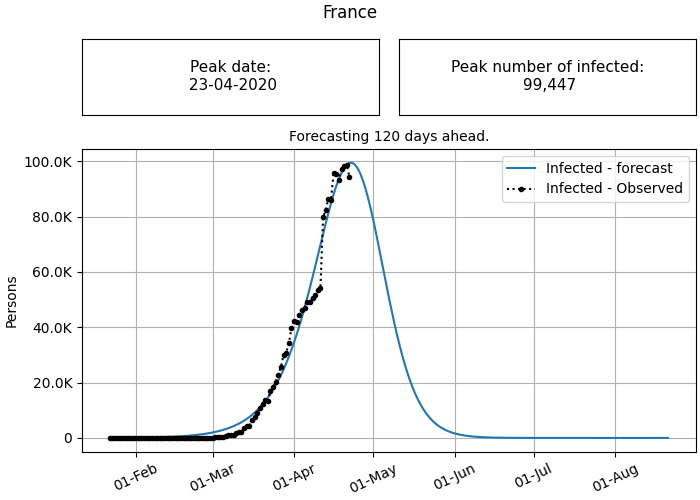 France
Peak date:
23-04-2020
Peak number of infected:
99,447
Forecasting 120 days ahead.
Infected - forecast
Infected - Observed
Persons
100.0K
80.0K
60.0K
40.0K
20.0K
0
01-Feb
01-Mar
01-Apr
01-May
01-Jun
01-Jul
01-Aug